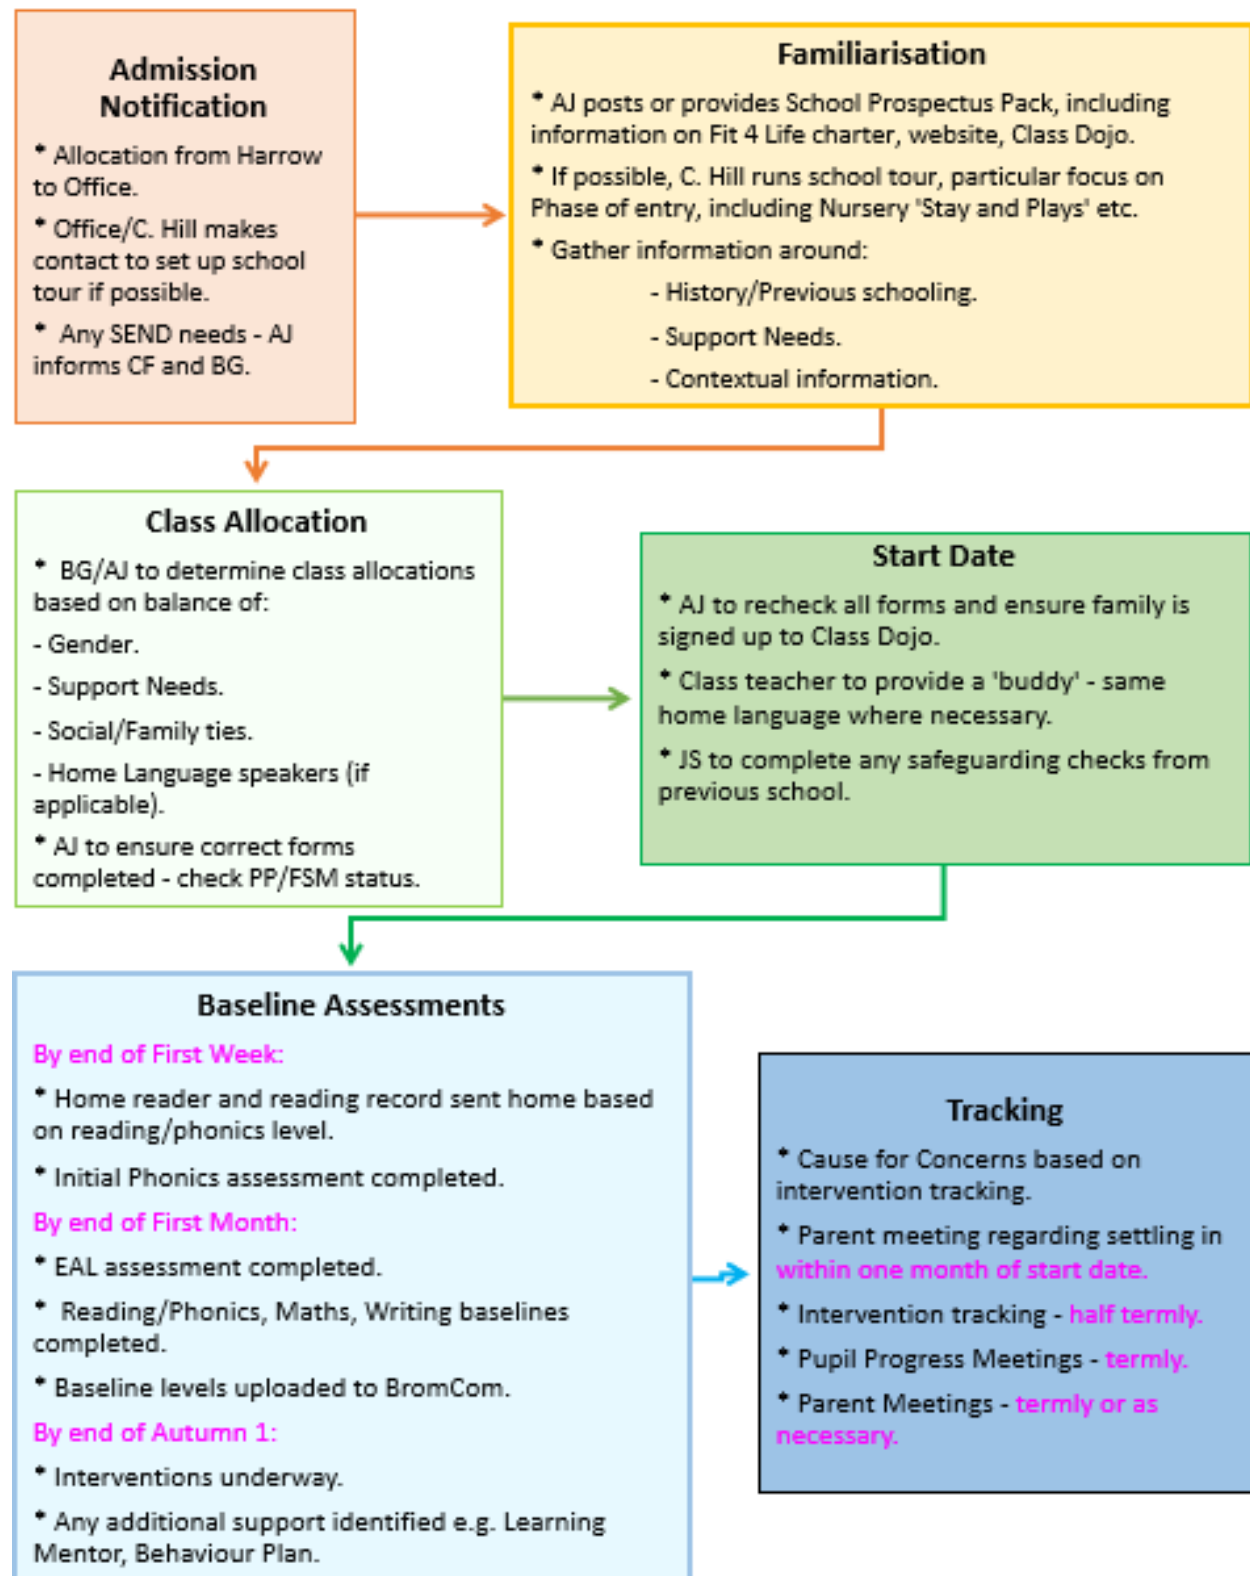 Admission
Notification
* Allocation from Harrow
to Office.
* Office/C. Hill makes
contact to set up school
tour if possible.
* Any SEND needs - AJ
informs CF and BG.
Familiarisation
* AJ posts or provides School Prospectus Pack, including
information on Fit 4 Life charter, website, Class Dojo.
* If possible, C. Hill runs school tour, particular focus on
Phase of entry, including Nursery 'Stay and Plays' etc.
* Gather information around:
- History/Previous schooling.
- Support Needs.
- Contextual information.
Class Allocation
* BG/AJ to determine class allocations
based on balance of:
- Gender.
- Support Needs.
- Social/Family ties.
- Home Language speakers (if
applicable).
* AJ to ensure correct forms
completed - check PP/FSM status.
Start Date
* AJ to recheck all forms and ensure family is
signed up to Class Dojo.
* Class teacher to provide a 'buddy' - same
home language where necessary.
* JS to complete any safeguarding checks from
previous school.
Baseline Assessments
By end of First Week:
* Home reader and reading record sent home based
on reading/phonics level.
* Initial Phonics assessment completed.
By end of First Month:
* EAL assessment completed.
* Reading/Phonics, Maths, Writing baselines
completed.
* Baseline levels uploaded to BromCom.
By end of Autumn 1:
* Interventions underway.
* Any additional support identified e.g. Learning
Mentor, Behaviour Plan.
Tracking
* Cause for Concerns based on
intervention tracking.
* Parent meeting regarding settling in
within one month of start date.
* Intervention tracking - half termly.
* Pupil Progress Meetings - termly.
* Parent Meetings - termly or as
necessary.